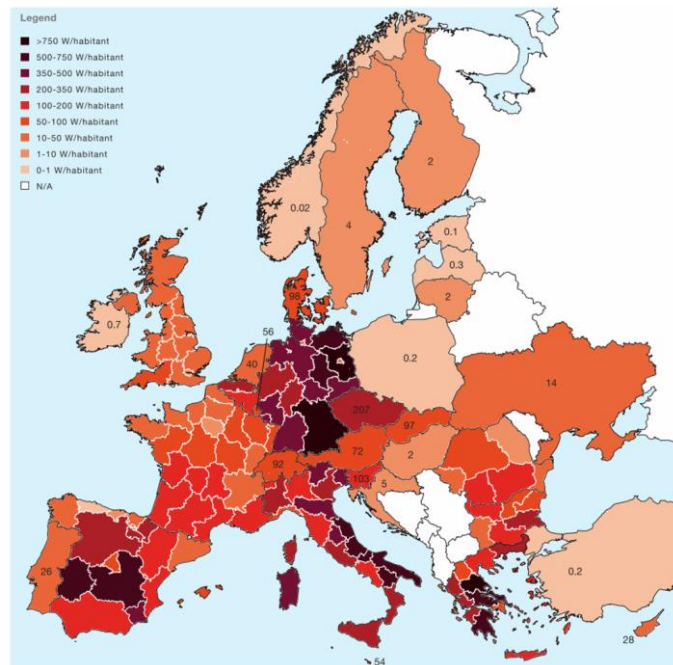 Legend
>750 W/habitant
500-750 W/habitant
350-500 W/habitant
200-350 W/habitant
100-200 W/habitant
50-100 W/habitant
10-50 W/habitant
1-10 W/habitant
0-1 W/habitant
N/A
2
0.02
4
0.1
0.3
2
98
0.7
56
40
0.2
14
207
97
72
92
2
103
5
26
0.2
28
54